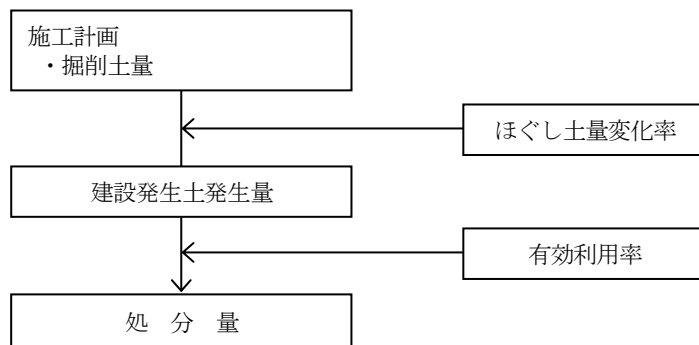 施工計画
・掘削土量
ほぐし土量変化率
建設発生土発生量
有効利用率
処　分　量